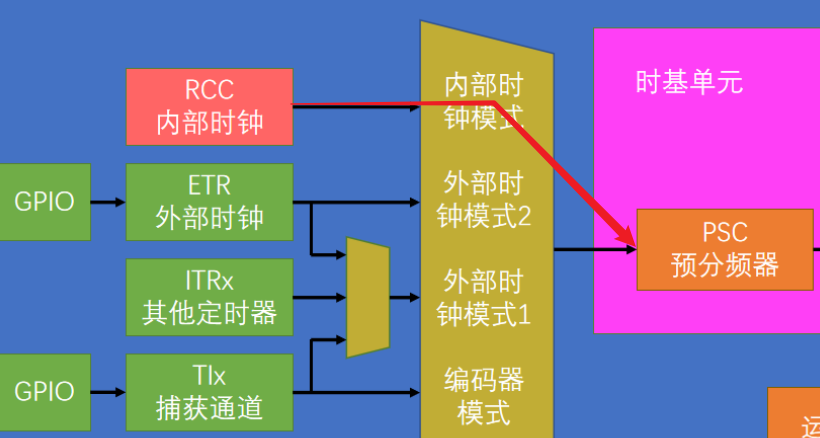 RCC
内部时钟
GPIO
ETR
外部时钟
ITRx
其他定时器
GPIO
TIx
捕获通道
内部时
钟模式
外部时
钟模式2
外部时
钟模式1
编码器
模式
时基单元
PSC
预分频器
运